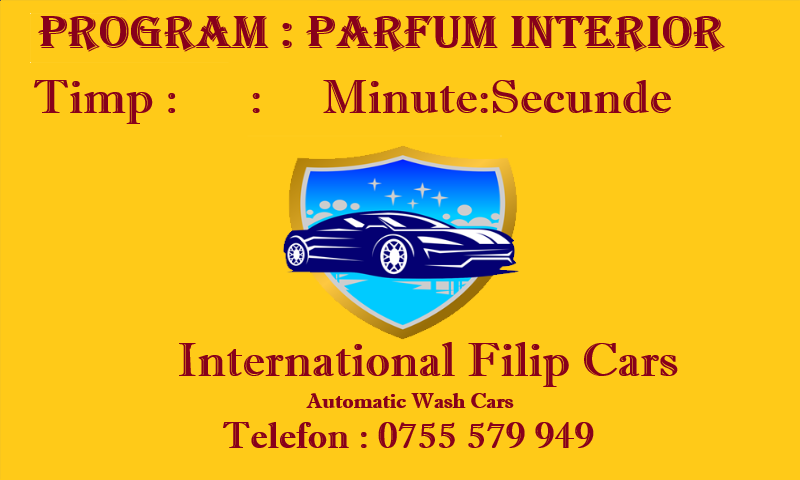 PROGRAM : PARFUM INTERIOR
Timp : : Minute:Secunde
International Filip Cars
Automatic Wash Cars
Telefon : 0755 579 949